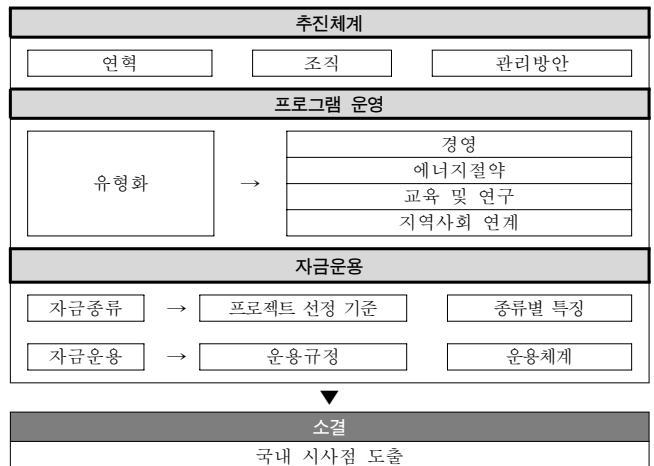 추진체계
연혁 조직 관리방안
프로그램 운영
유형화 → 경영
에너지절약
교육 및 연구
지역사회 연계
자금운용
자금종류 → 프로젝트 선정 기준 종류별 특징
자금운용 → 운용규정 운용체계
▼
소결
국내 시사점 도출